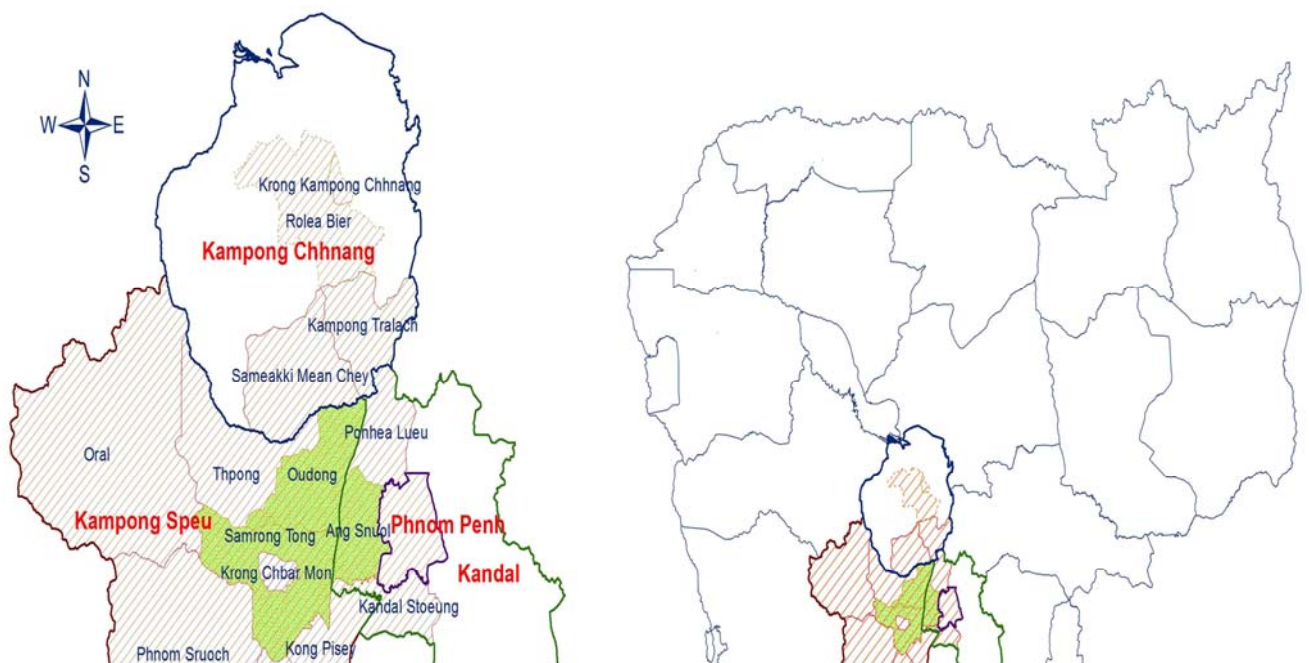 N
W E
S
Krong Kampong Chhnang
Rolea Bier
Kampong Chhnang
Kampong Tralach
Sameakki Mean Chey
Ponhea Lueu
Oral
Thpong
Oudong
Kampong Speu
Samrong Tong
Ang Snuol
Phnom Penh
Krong Chbar Mon
Kandal
Kandal Stoeung
Phnom Sruoch
Kong Pisey